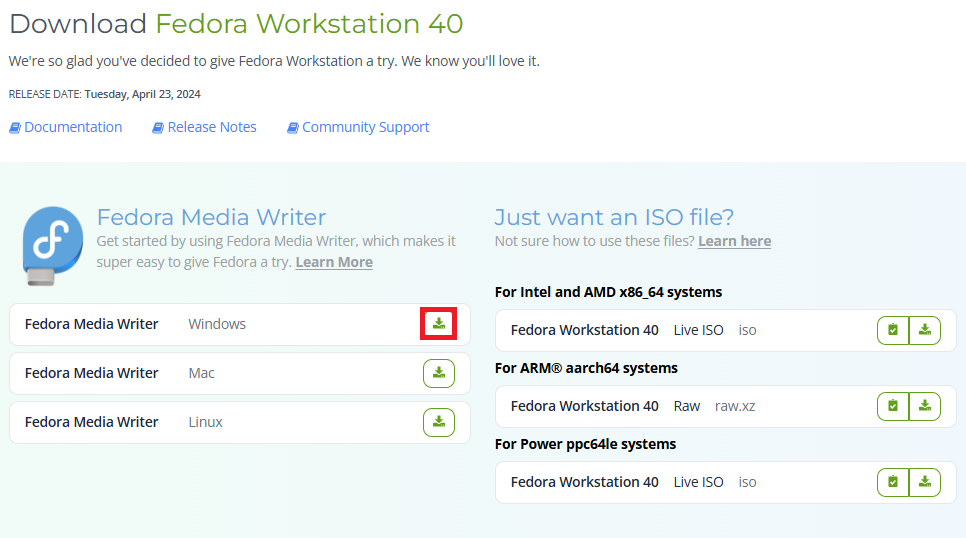 Download Fedora Workstation 40
We're so glad you've decided to give Fedora Workstation a try. We know you'll love it.
RELEASE DATE: Tuesday, April 23, 2024
Documentation Release Notes Community Support
Fedora Media Writer
Get started by using Fedora Media Writer, which makes it
super easy to give Fedora a try. Learn More
Fedora Media Writer Windows
Fedora Media Writer Mac
Fedora Media Writer Linux
Just want an ISO file?
Not sure how to use these files? Learn here
For Intel and AMD x86_64 systems
Fedora Workstation 40 Live ISO iso
For ARM® aarch64 systems
Fedora Workstation 40 Raw raw.xz
For Power ppc64le systems
Fedora Workstation 40 Live ISO iso